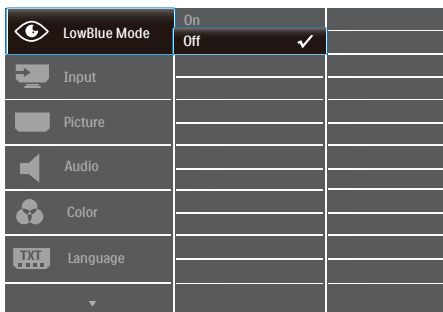 LowBlue Mode
On
Off
Input
Picture
Audio
Color
TXT
Language